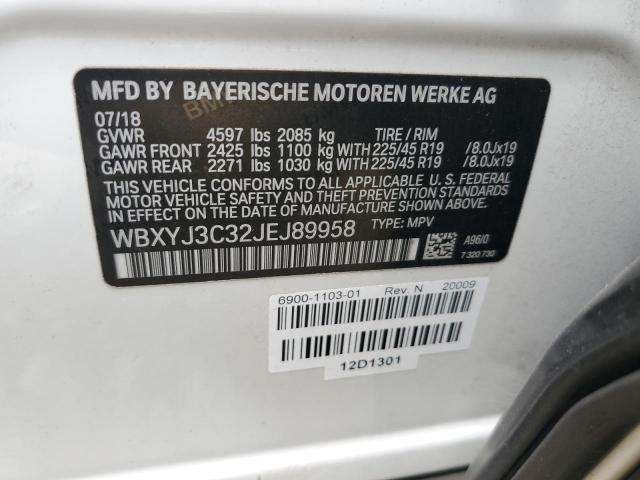 MFD BY BAYERISCHE MOTOREN WERKE AG
07/18
GVWR 4597 lbs 2085 kg TIRE / RIM
GAWR FRONT 2425 lbs 1100 kg WITH 225/45 R19 /8.0Jx19
GAWR REAR 2271 lbs 1030 kg WITH 225/45 R19 /8.0Jx19
THIS VEHICLE CONFORMS TO ALL APPLICABLE U.S. FEDERAL
MOTOR VEHICLE SAFETY AND THEFT PREVENTION STANDARDS
IN EFFECT ON THE DATE OF MANUFACTURE SHOWN ABOVE.
WBXYJ3C32JEJ89958 TYPE: MPV
A96/0
7 320 730
6900-1103-01 Rev. N 20009
12D1301